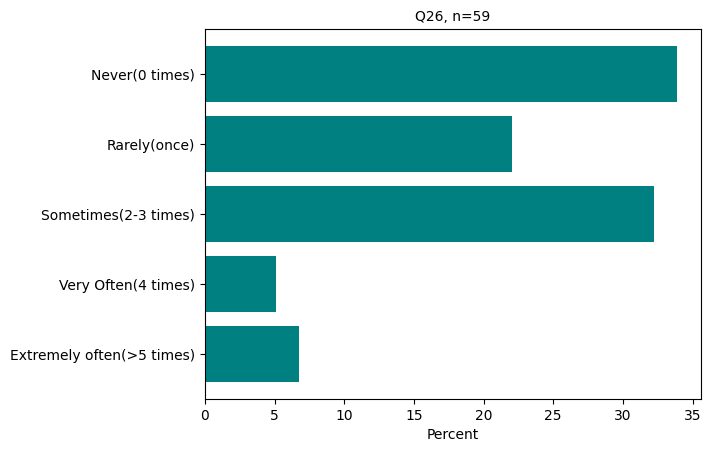 Q26, n=59
Never(0 times)
Rarely(once)
Sometimes(2-3 times)
Very Often(4 times)
Extremely often(>5 times)
0 5 10 15 20 25 30 35
Percent